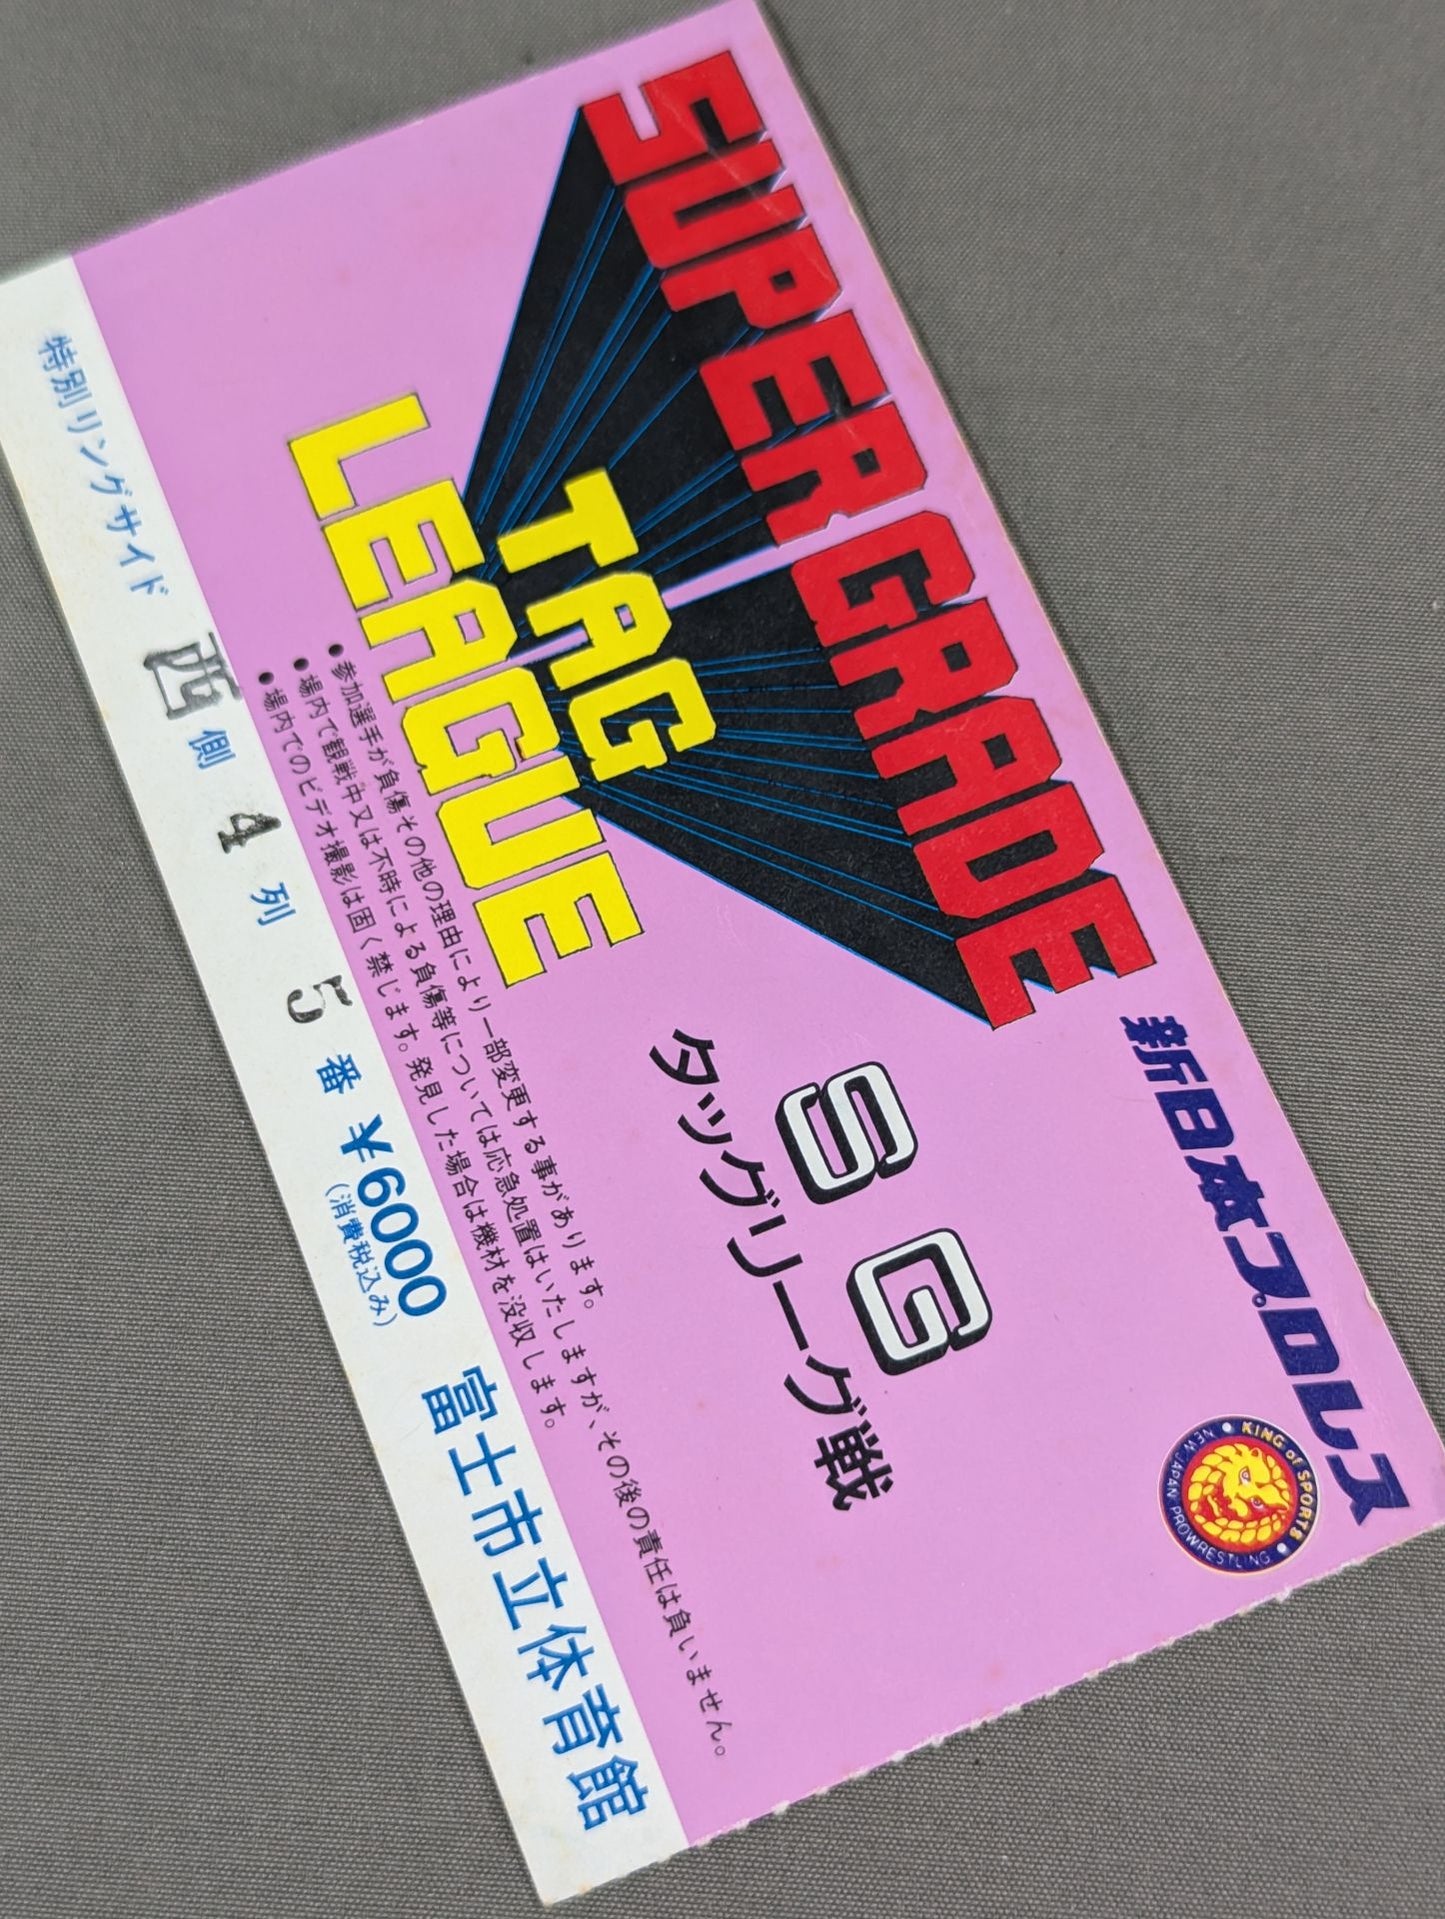 SUPER GRADE
TAG
LEAGUE
新日本プロレス
SG
タッグリーグ戦
KING of SPORTS
NEW JAPAN PROWRESTLING
●参加選手が負傷その他の理由により一部変更する事があります。
●場内で観戦中又は不時による負傷等については応急処置はいたしますが、その後の責任は負いません。
●場内でのビデオ撮影は固く禁じます。発見した場合は機材を没収します。
特別リングサイド 西側 4列 5番 ¥6000 富士市立体育館
(消費税込み)